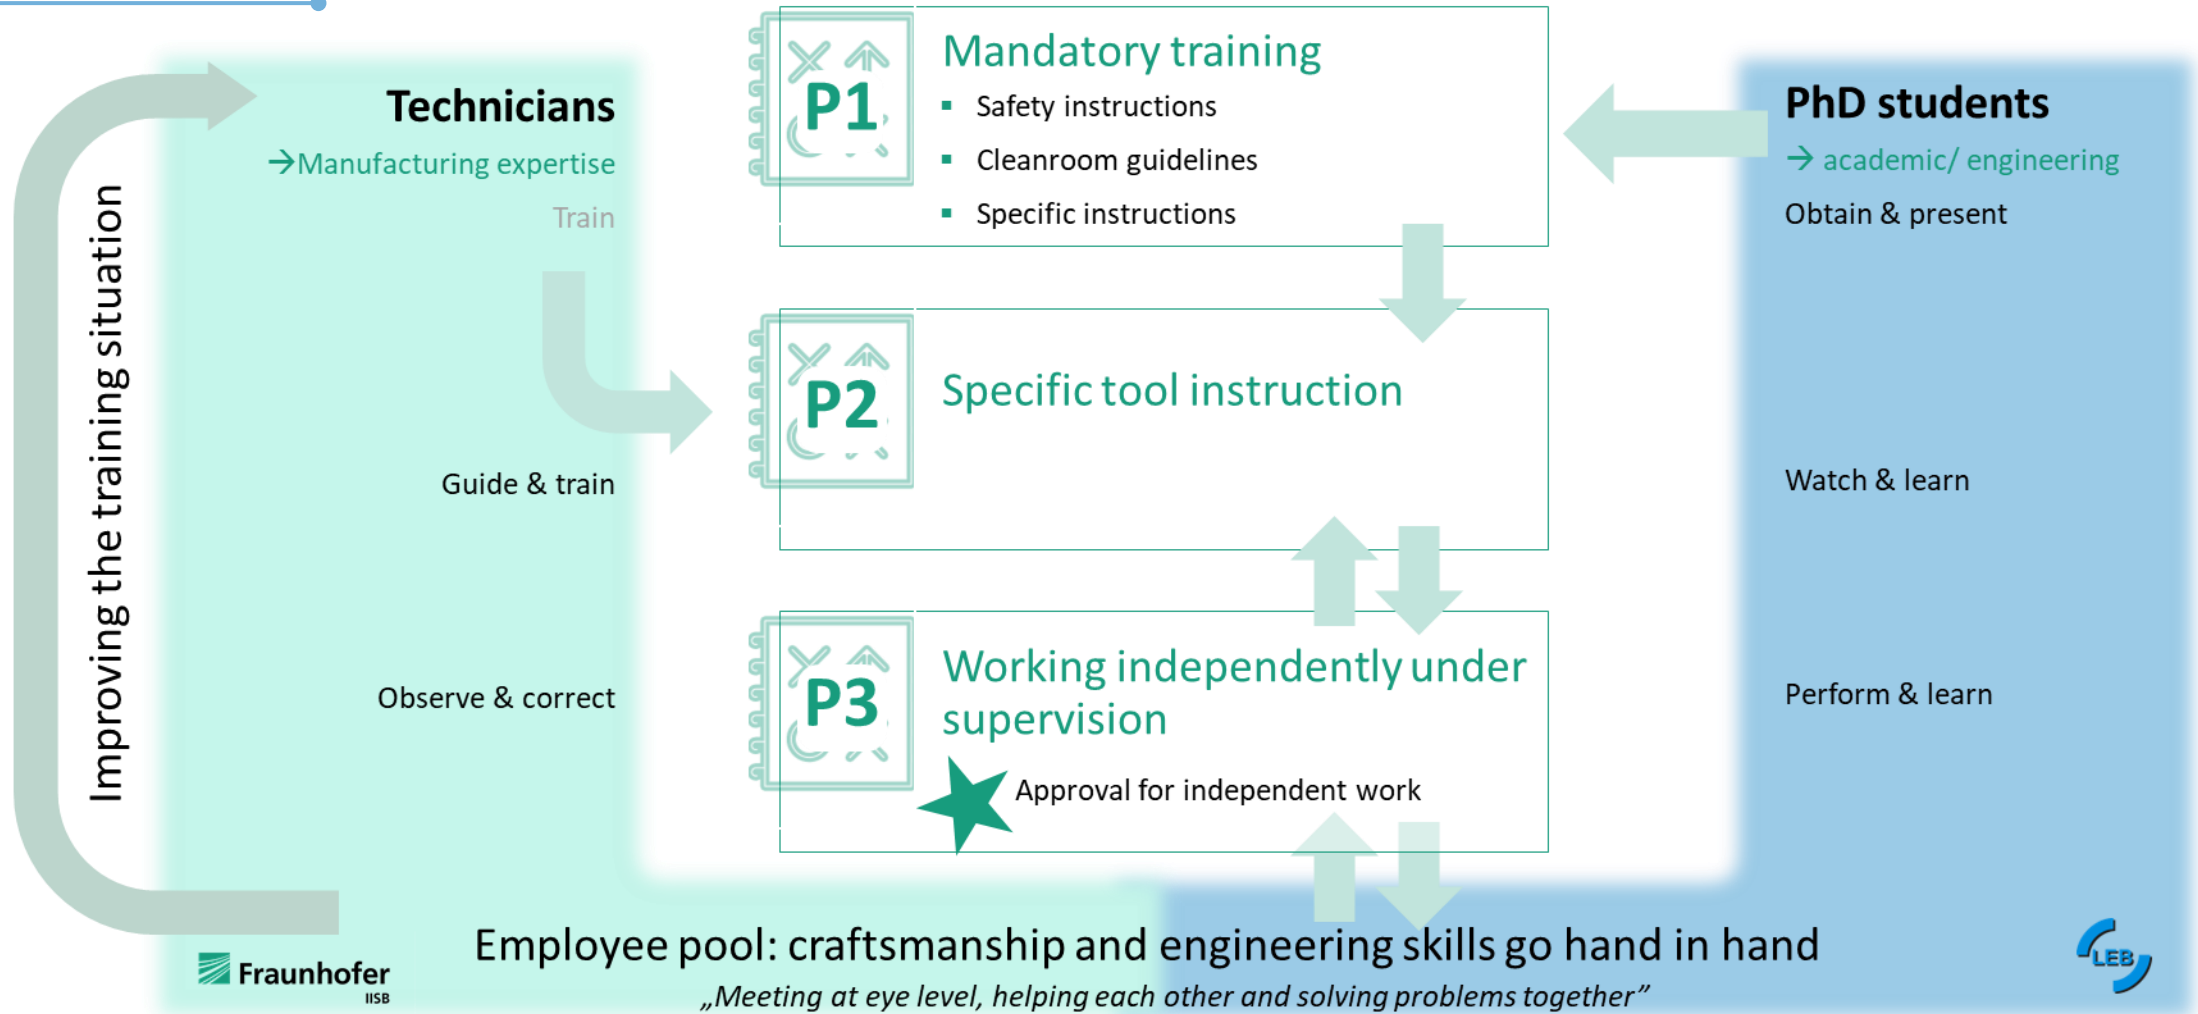 Improving the training situation
Technicians
→Manufacturing expertise
Train
Guide & train
Observe & correct
P1
Mandatory training
▪ Safety instructions
▪ Cleanroom guidelines
▪ Specific instructions
P2
Specific tool instruction
P3
Working independently under
supervision
Approval for independent work
PhD students
→ academic/ engineering
Obtain & present
Watch & learn
Perform & learn
Employee pool: craftsmanship and engineering skills go hand in hand
„Meeting at eye level, helping each other and solving problems together”
Fraunhofer
IISB
LEB